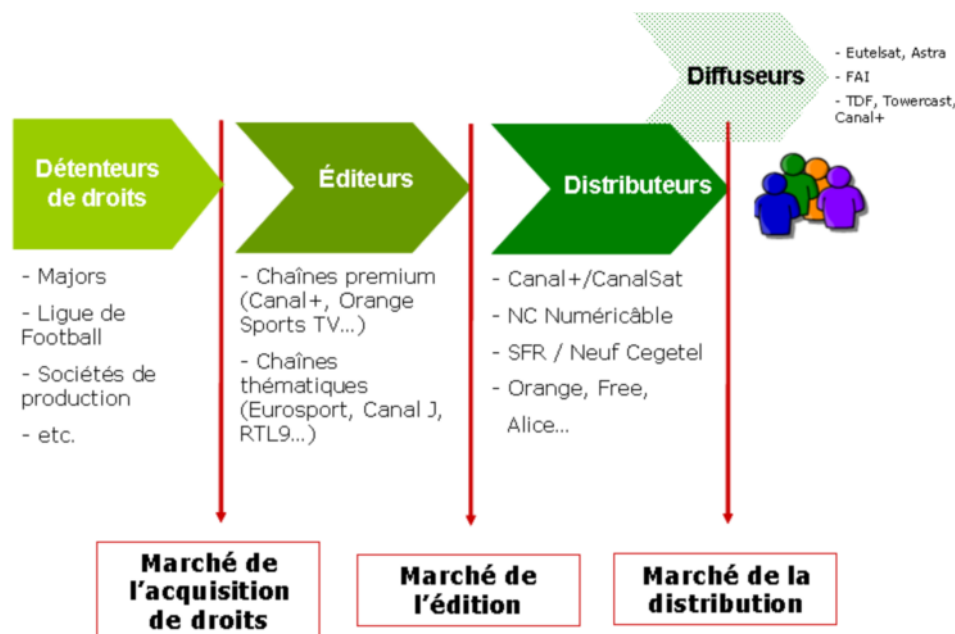 Diffuseurs
- Eutelsat, Astra
- FAI
- TDF, Towercast,
Canal+
Détenteurs
de droits
Éditeurs
Distributeurs
- Majors
- Ligue de
Football
- Sociétés de
production
- etc.
- Chaînes premium
(Canal+, Orange
Sports TV...)
- Chaînes
thématiques
(Eurosport, Canal J,
RTL9...)
- Canal+/CanalSat
- NC Numéricâble
- SFR / Neuf Cegetel
- Orange, Free,
Alice...
Marché de
l'acquisition
de droits
Marché de
l'édition
Marché de la
distribution